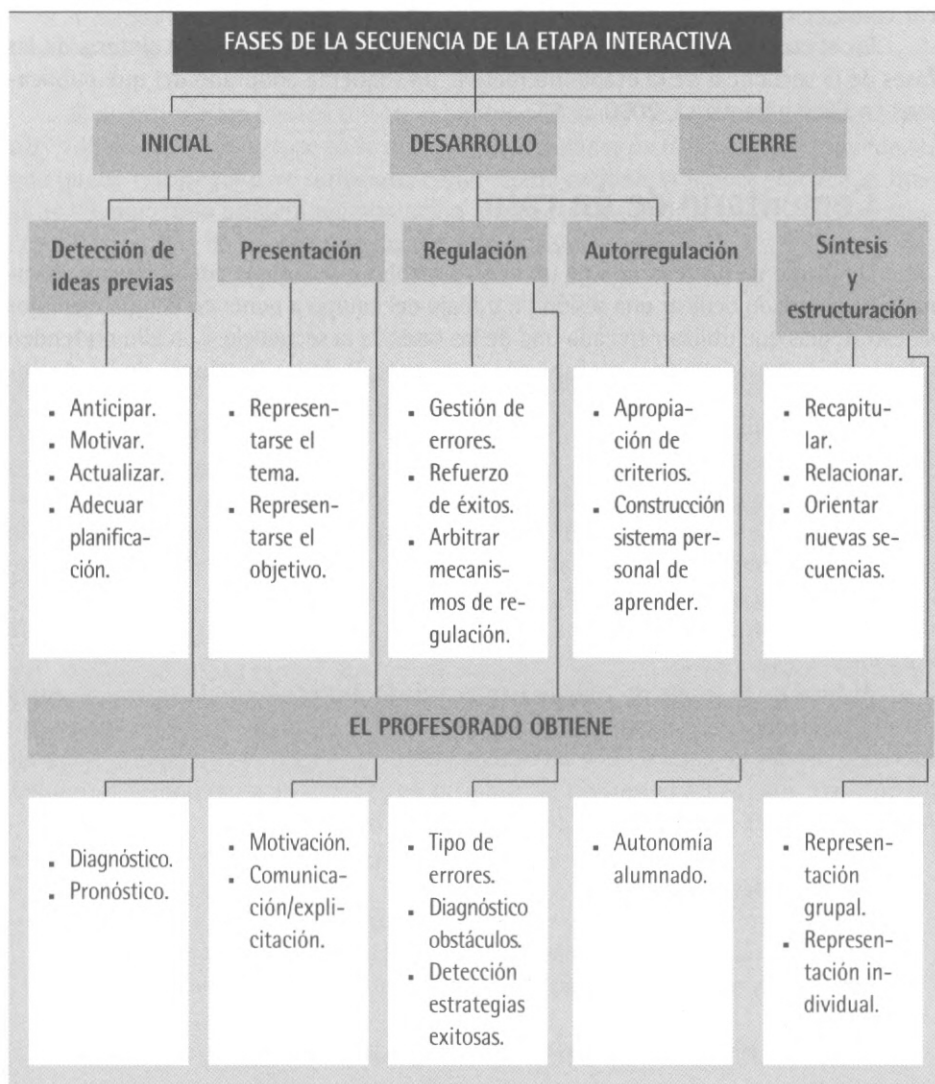 FASES DE LA SECUENCIA DE LA ETAPA INTERACTIVA
INICIAL
DESARROLLO
CIERRE
Detección de
ideas previas
Presentación
Regulación
Autorregulación
Síntesis
y
estructuración
▪ Anticipar.
▪ Motivar.
▪ Actualizar.
▪ Adecuar
planifica-
ción.
▪ Represen-
tarse el
tema.
▪ Represen-
tarse el
objetivo.
▪ Gestión de
errores.
▪ Refuerzo
de éxitos.
▪ Arbitrar
mecanis-
mos de re-
gulación.
▪ Apropia-
ción de
criterios.
▪ Construcción
sistema per-
sonal de
aprender.
▪ Recapitu-
lar.
▪ Relacionar.
▪ Orientar
nuevas se-
cuencias.
EL PROFESORADO OBTIENE
▪ Diagnóstico.
▪ Pronóstico.
▪ Motivación.
▪ Comunica-
ción/expli-
citación.
▪ Tipo de
errores.
▪ Diagnóstico
obstáculos.
▪ Detección
estrategias
exitosas.
▪ Autonomía
alumnado.
▪ Represen-
tación
grupal.
▪ Represen-
tación in-
dividual.